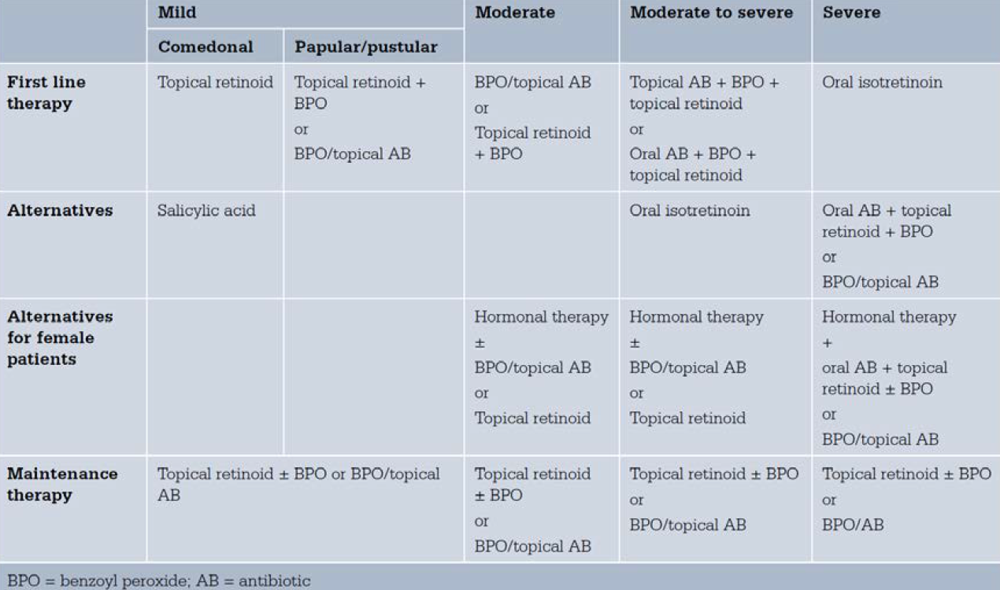 Mild
Moderate
Moderate to severe
Severe
Comedonal
Papular/pustular
First line
therapy
Topical retinoid
Topical retinoid +
BPO
or
BPO/topical AB
BPO/topical AB
or
Topical retinoid
+ BPO
Topical AB + BPO +
topical retinoid
or
Oral AB + BPO +
topical retinoid
Oral isotretinoin
Alternatives
Salicylic acid
Oral isotretinoin
Oral AB + topical
retinoid + BPO
or
BPO/topical AB
Alternatives
for female
patients
Hormonal therapy
±
BPO/topical AB
or
Topical retinoid
Hormonal therapy
±
BPO/topical AB
or
Topical retinoid
Hormonal therapy
+
oral AB + topical
retinoid ± BPO
or
BPO/topical AB
Maintenance
therapy
Topical retinoid ± BPO or BPO/topical
AB
Topical retinoid
± BPO
or
BPO/topical AB
Topical retinoid ± BPO
or
BPO/topical AB
Topical retinoid ± BPO
or
BPO/AB
BPO = benzoyl peroxide; AB = antibiotic